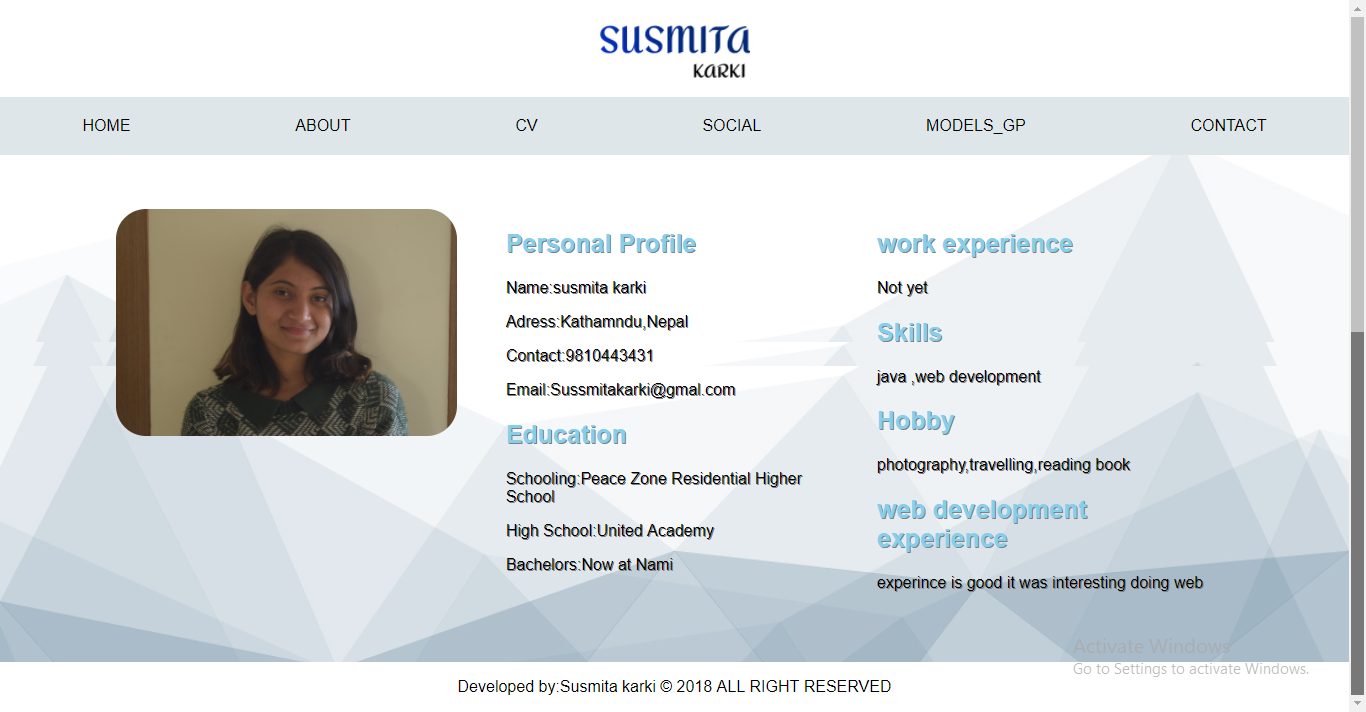 SUSMITA
KARKI
HOME
ABOUT
CV
SOCIAL
MODELS_GP
CONTACT
Personal Profile
Name:susmita karki
Adress:Kathamndu,Nepal
Contact:9810443431
Email:Sussmitakarki@gmal.com
Education
Schooling:Peace Zone Residential Higher
School
High School:United Academy
Bachelors:Now at Nami
work experience
Not yet
Skills
java ,web development
Hobby
photography,travelling,reading book
web development
experience
experince is good it was interesting doing web
Activate Windows
Go to Settings to activate Windows.
Developed by:Susmita karki © 2018 ALL RIGHT RESERVED